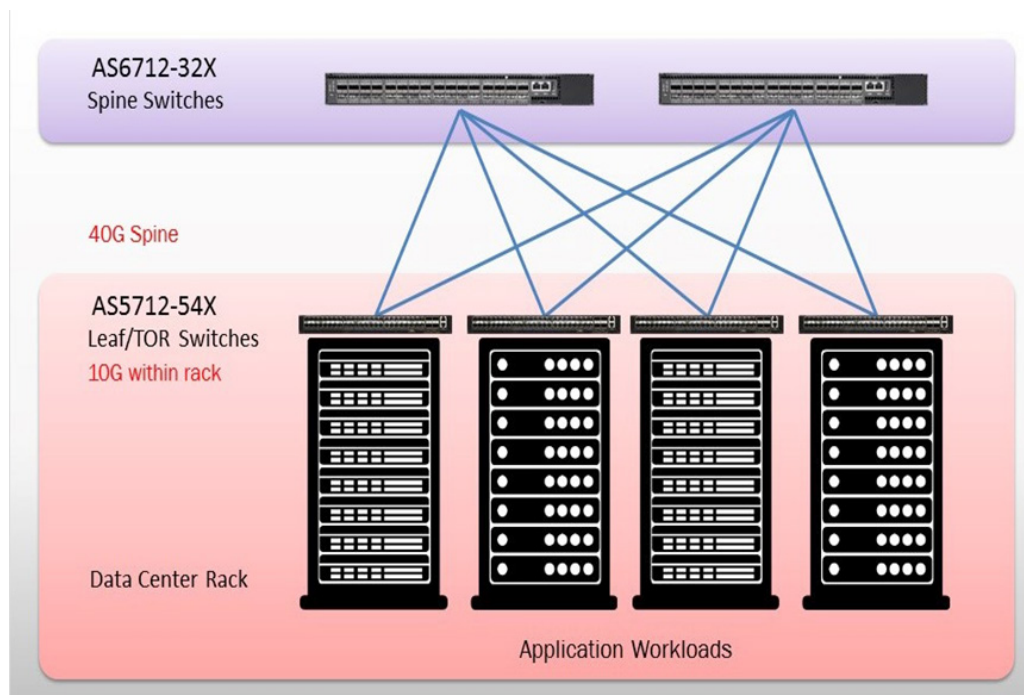 AS6712-32X
Spine Switches
40G Spine
AS5712-54X
Leaf/TOR Switches
10G within rack
Data Center Rack
Application Workloads